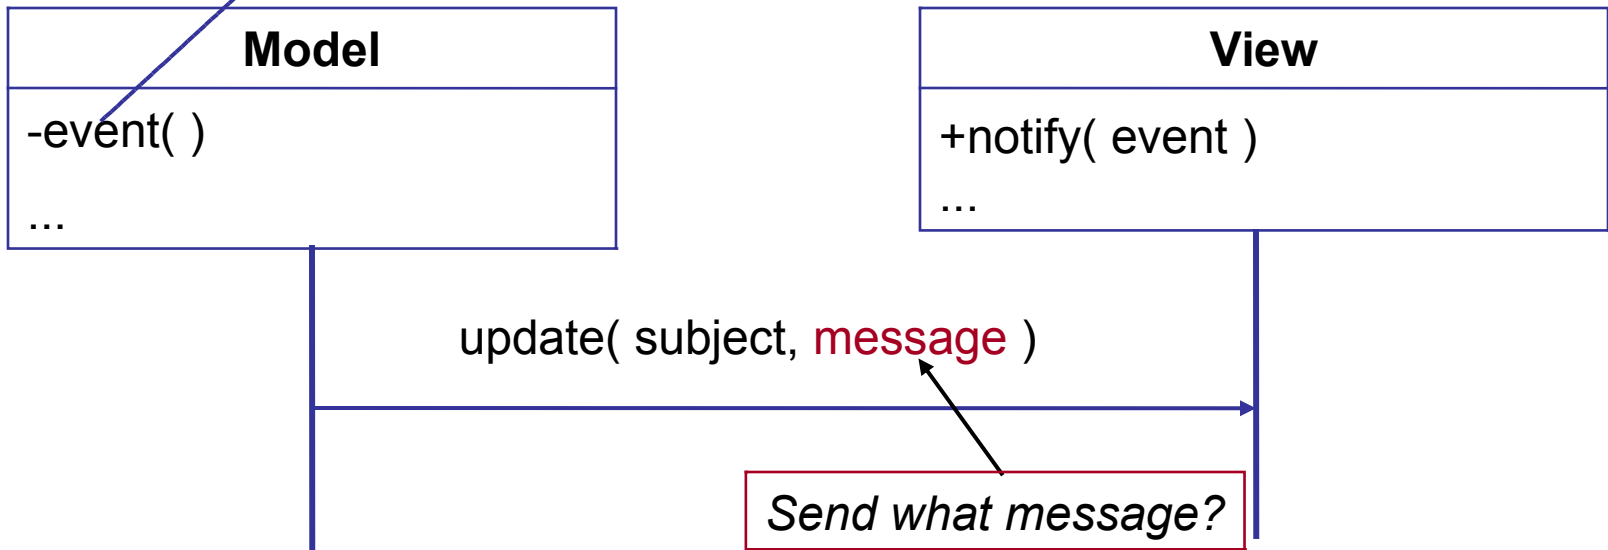 Model
-event( )
...
View
+notify( event )
...
update( subject, message )
Send what message?